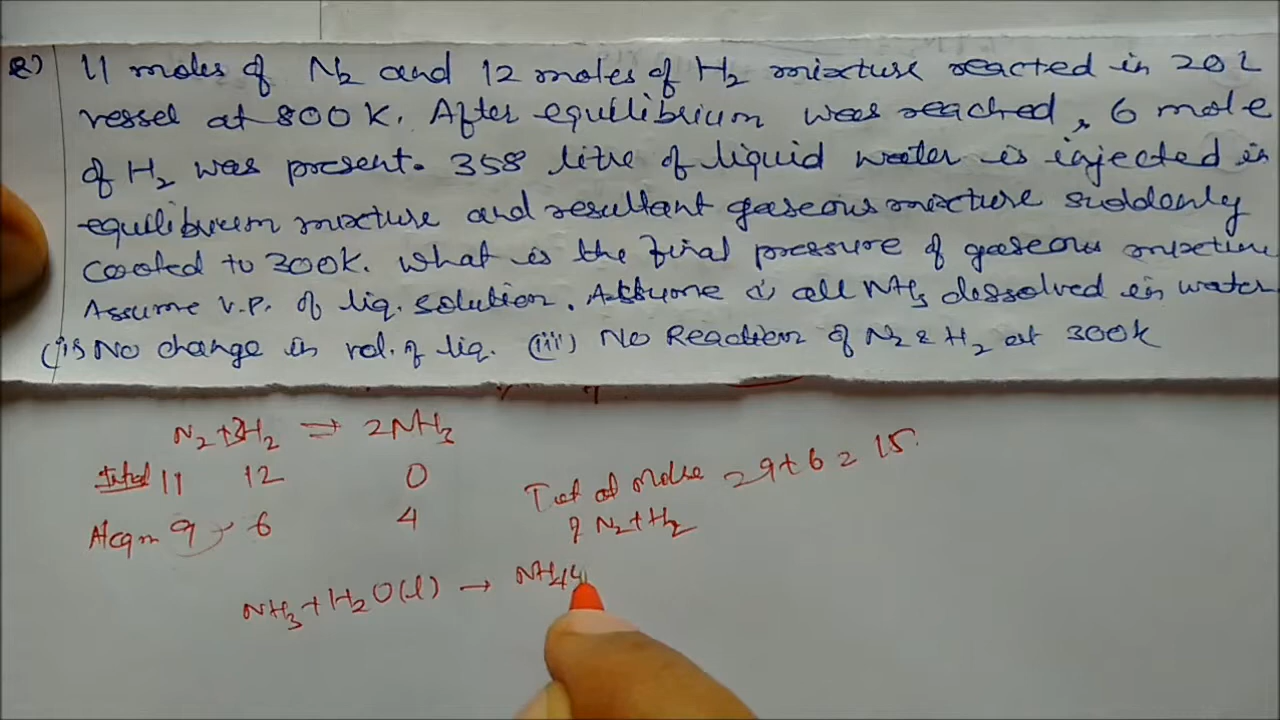 Q) 11 moles of N2 and 12 moles of H2 mixture reacted in 20 L
vessel at 800 K. After equilibrium was reached, 6 mole
of H2 was present. 358 litre of liquid water is injected in
equilibrium mixture and resultant gaseous mixture suddenly
cooled to 300K. What is the final pressure of gaseous mixture
Assume V.P. of liq. solution. Assume i) all NH3 dissolved in water
(ii) No change in vol. of liq. (iii) No Reaction of N2 & H2 at 300K
N2 + 3H2 ⇌ 2NH3
Initial 11 12 0
At eqm 9 6 4
Tot at Moles = 9+6 = 15.
of N2+H2
NH3 + H2O(l) → NH4